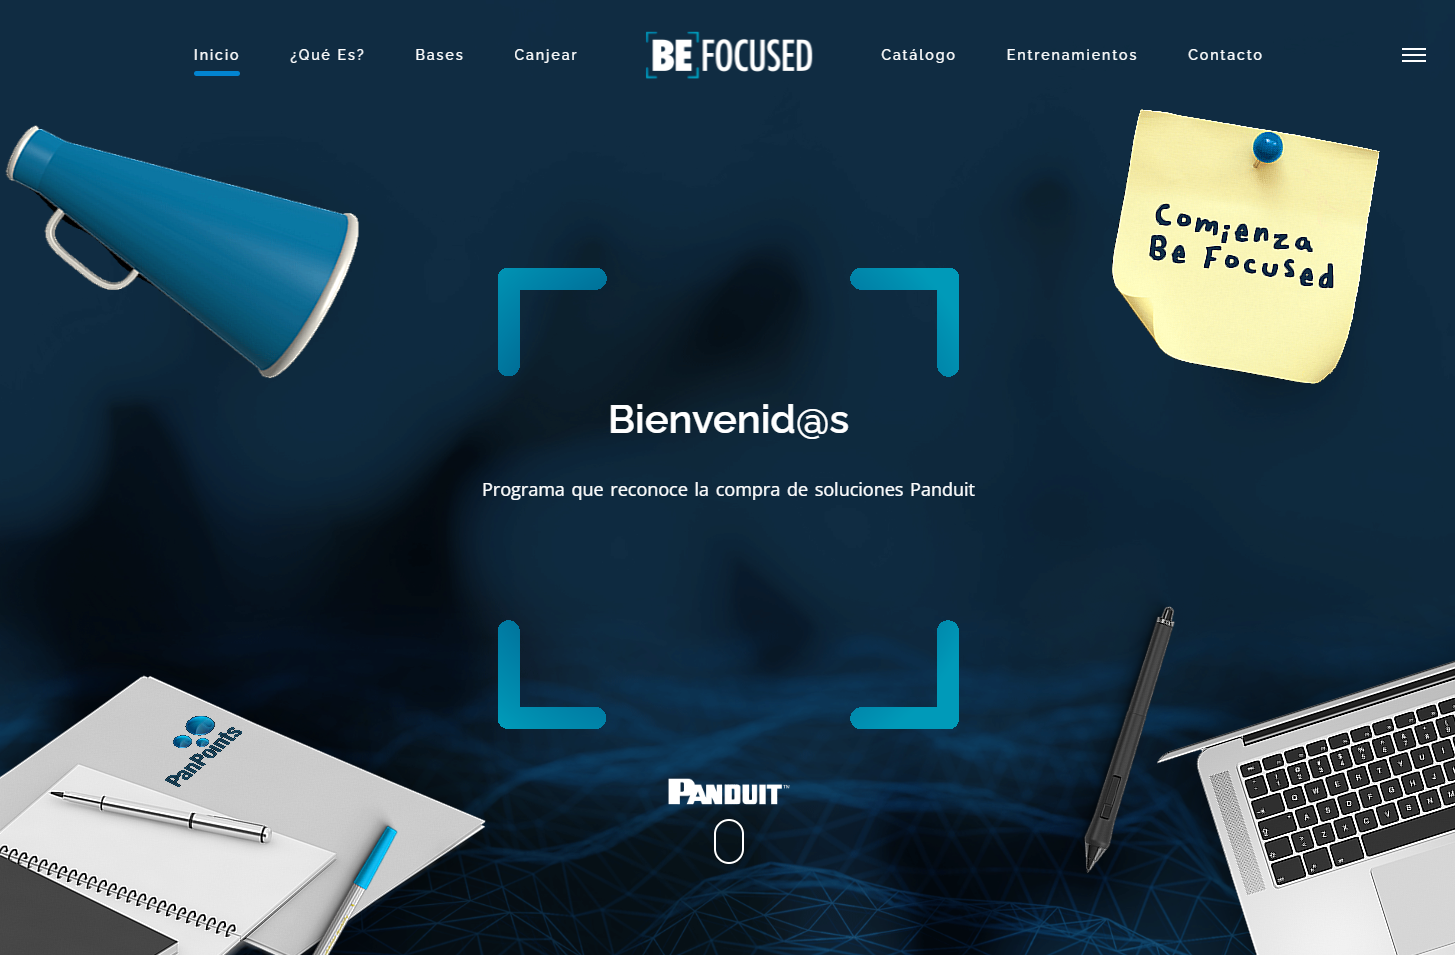 Inicio
¿Qué Es?
Bases
Canjear
BE FOCUSED
Catálogo
Entrenamientos
Contacto
Comienza
Be Focused
Bienvenid@s
Programa que reconoce la compra de soluciones Panduit
PanPoints
PANDUIT™